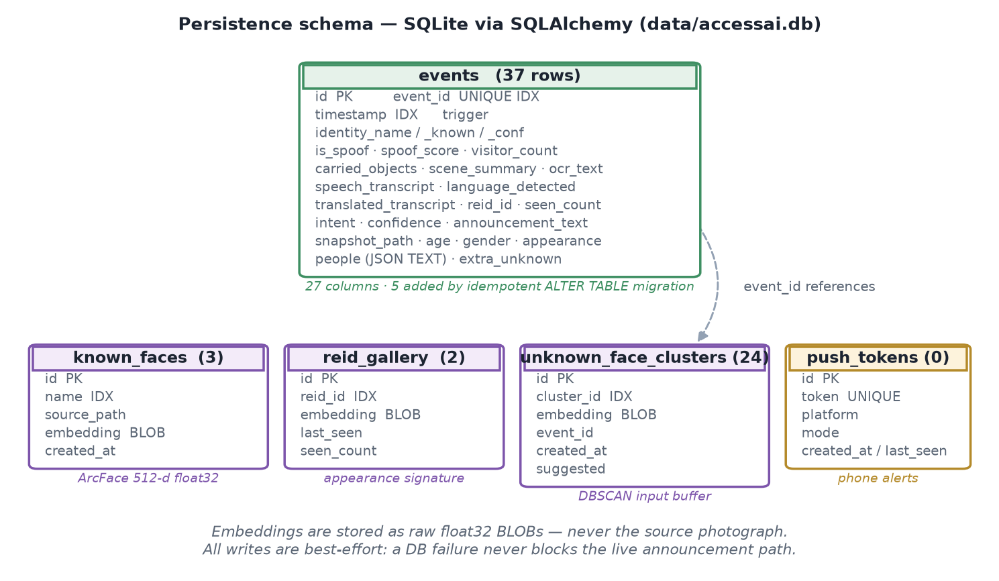 Persistence schema — SQLite via SQLAlchemy (data/accessai.db)
events (37 rows)
id PK event_id UNIQUE IDX
timestamp IDX trigger
identity_name / _known / _conf
is_spoof · spoof_score · visitor_count
carried_objects · scene_summary · ocr_text
speech_transcript · language_detected
translated_transcript · reid_id · seen_count
intent · confidence · announcement_text
snapshot_path · age · gender · appearance
people (JSON TEXT) · extra_unknown
27 columns · 5 added by idempotent ALTER TABLE migration
event_id references
known_faces (3)
id PK
name IDX
source_path
embedding BLOB
created_at
ArcFace 512-d float32
reid_gallery (2)
id PK
reid_id IDX
embedding BLOB
last_seen
seen_count
appearance signature
unknown_face_clusters (24)
id PK
cluster_id IDX
embedding BLOB
event_id
created_at
suggested
DBSCAN input buffer
push_tokens (0)
id PK
token UNIQUE
platform
mode
created_at / last_seen
phone alerts
Embeddings are stored as raw float32 BLOBs — never the source photograph.
All writes are best-effort: a DB failure never blocks the live announcement path.